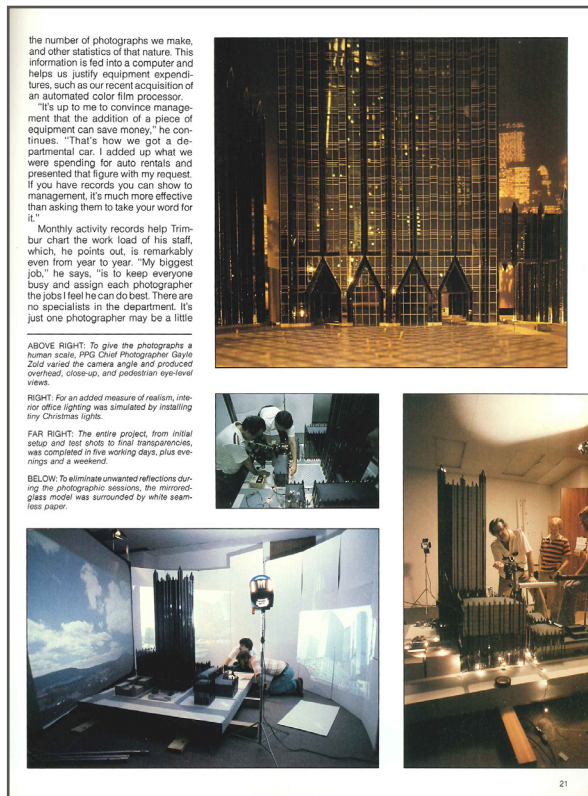 the number of photographs we make,
and other statistics of that nature. This
information is fed into a computer and
helps us justify equipment expendi-
tures, such as our recent acquisition of
an automated color film processor.
"It's up to me to convince manage-
ment that the addition of a piece of
equipment can save money," he con-
tinues. "That's how we got a de-
partmental car. I added up what we
were spending for auto rentals and
presented that figure with my request.
If you have records you can show to
management, it's much more effective
than asking them to take your word for
it."
Monthly activity records help Trim-
bur chart the work load of his staff,
which, he points out, is remarkably
even from year to year. "My biggest
job," he says, "is to keep everyone
busy and assign each photographer
the jobs I feel he can do best. There are
no specialists in the department. It's
just one photographer may be a little
ABOVE RIGHT: To give the photographs a
human scale, PPG Chief Photographer Gayle
Zold varied the camera angle and produced
overhead, close-up, and pedestrian eye-level
views.
RIGHT: For an added measure of realism, inte-
rior office lighting was simulated by installing
tiny Christmas lights.
FAR RIGHT: The entire project, from initial
setup and test shots to final transparencies,
was completed in five working days, plus eve-
nings and a weekend.
BELOW: To eliminate unwanted reflections dur-
ing the photographic sessions, the mirrored-
glass model was surrounded by white seam-
less paper.
21